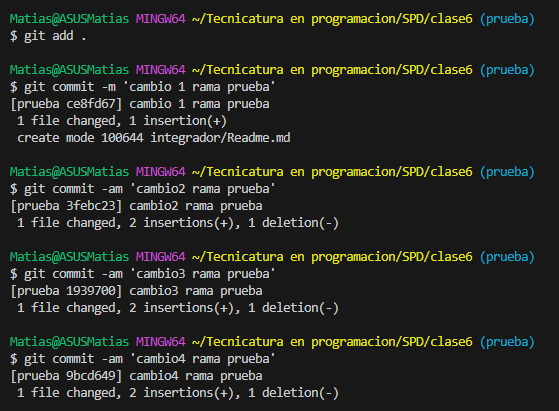 Matias@ASUSMatias MINGW64 ~/Tecnicatura en programacion/SPD/clase6 (prueba)
$ git add .
Matias@ASUSMatias MINGW64 ~/Tecnicatura en programacion/SPD/clase6 (prueba)
$ git commit -m 'cambio 1 rama prueba'
[prueba ce8fd67] cambio 1 rama prueba
1 file changed, 1 insertion(+)
create mode 100644 integrador/Readme.md
Matias@ASUSMatias MINGW64 ~/Tecnicatura en programacion/SPD/clase6 (prueba)
$ git commit -am 'cambio2 rama prueba'
[prueba 3febc23] cambio2 rama prueba
1 file changed, 2 insertions(+), 1 deletion(-)
Matias@ASUSMatias MINGW64 ~/Tecnicatura en programacion/SPD/clase6 (prueba)
$ git commit -am 'cambio3 rama prueba'
[prueba 1939700] cambio3 rama prueba
1 file changed, 2 insertions(+), 1 deletion(-)
Matias@ASUSMatias MINGW64 ~/Tecnicatura en programacion/SPD/clase6 (prueba)
$ git commit -am 'cambio4 rama prueba'
[prueba 9bcd649] cambio4 rama prueba
1 file changed, 2 insertions(+), 1 deletion(-)